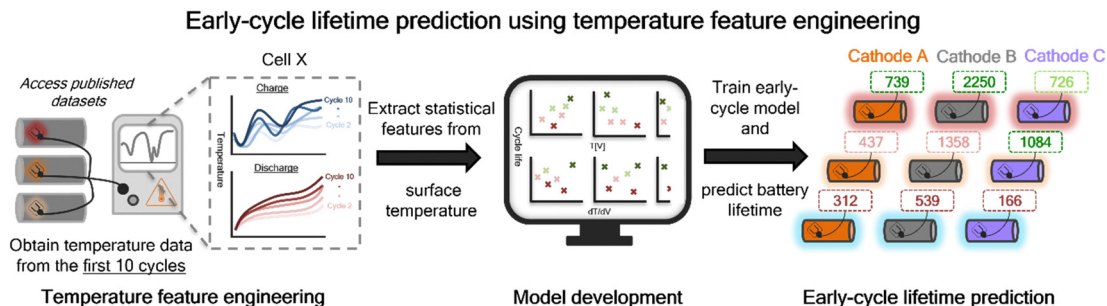 Early-cycle lifetime prediction using temperature feature engineering
Access published
datasets
Obtain temperature data
from the first 10 cycles
Cell X
Temperature
Charge
Cycle 10
Cycle 2
Discharge
Cycle 10
Cycle 2
Extract statistical
features from
surface
temperature
Cycle life
T[V]
dT/dV
Train early-
cycle model
and
predict battery
lifetime
Cathode A Cathode B Cathode C
739 2250 726
437 1358 1084
312 539 166
Temperature feature engineering
Model development
Early-cycle lifetime prediction